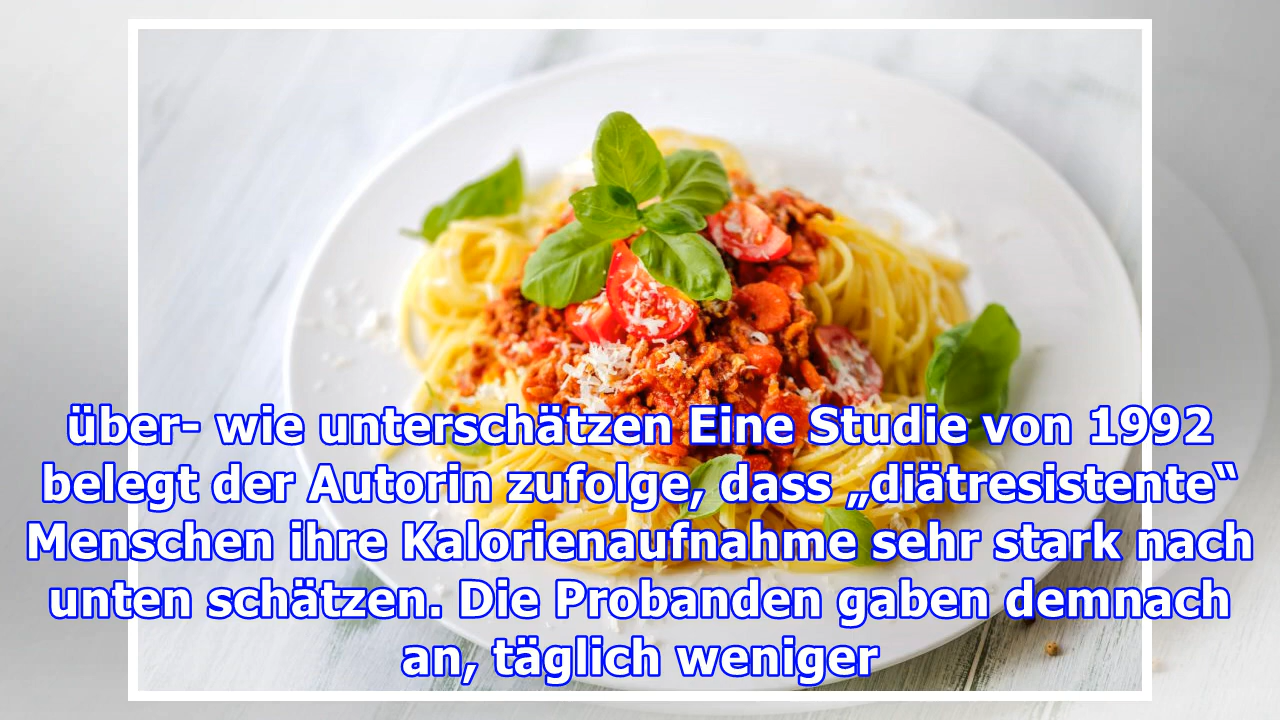 über- wie unterschätzen Eine Studie von 1992
belegt der Autorin zufolge, dass „diätresistente“
Menschen ihre Kalorienaufnahme sehr stark nach
unten schätzen. Die Probanden gaben demnach
an, täglich weniger